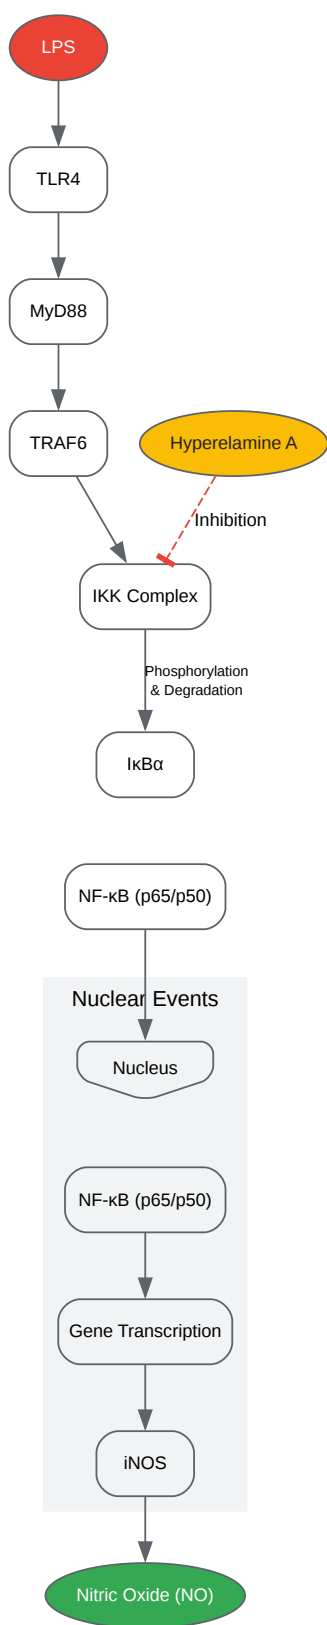 LPS
TLR4
MyD88
TRAF6
Hyperelamine A
Inhibition
IKK Complex
Phosphorylation
& Degradation
IκBα
NF-κB (p65/p50)
Nuclear Events
Nucleus
NF-κB (p65/p50)
Gene Transcription
iNOS
Nitric Oxide (NO)